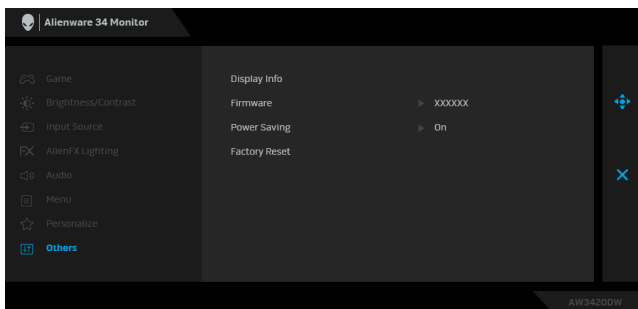 Alienware 34 Monitor
Game
Display Info
Brightness/Contrast
Firmware XXXXXX
Input Source
Power Saving On
AlienFX Lighting
Factory Reset
Audio
Menu
Personalize
Others
AW3420DW